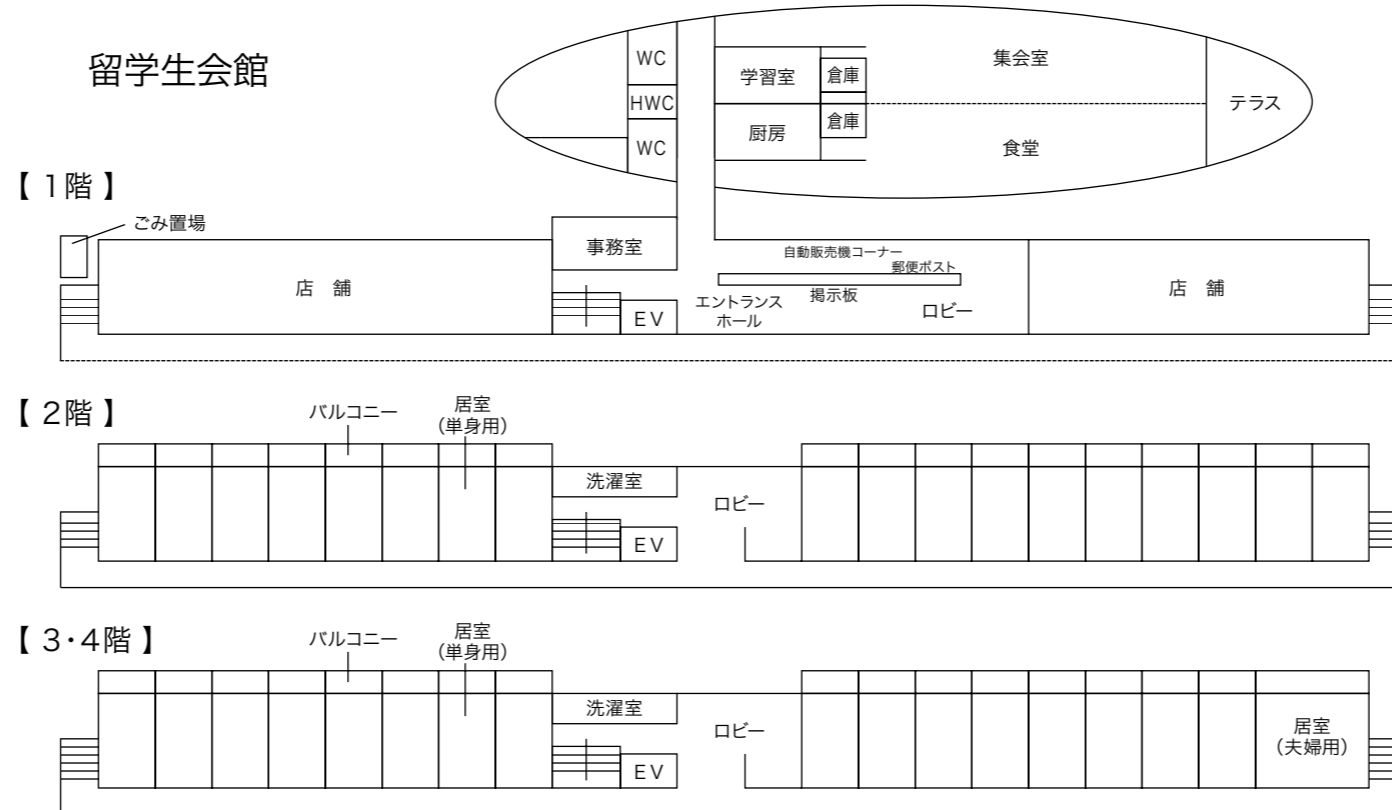 留学生会館
WC
HWC
WC
学習室
倉庫
厨房
倉庫
集会室
食堂
テラス
【 1階 】
ごみ置場
店 舗
事務室
EV
自動販売機コーナー
郵便ポスト
掲示板
エントランス
ホール
ロビー
店 舗
【 2階 】
バルコニー
居室
(単身用)
洗濯室
EV
ロビー
【 3・4階 】
バルコニー
居室
(単身用)
洗濯室
EV
ロビー
居室
(夫婦用)